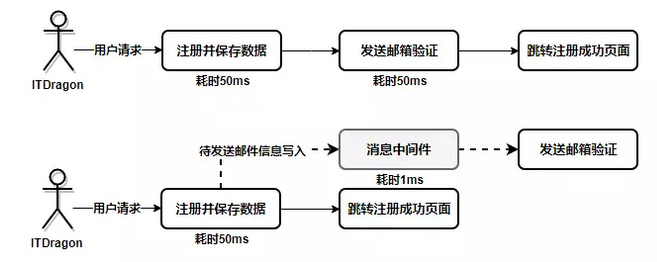 用户请求
注册并保存数据
发送邮箱验证
跳转注册成功页面
ITDragon
耗时50ms
耗时50ms
待发送邮件信息写入
消息中间件
发送邮箱验证
耗时1ms
用户请求
注册并保存数据
跳转注册成功页面
ITDragon
耗时50ms